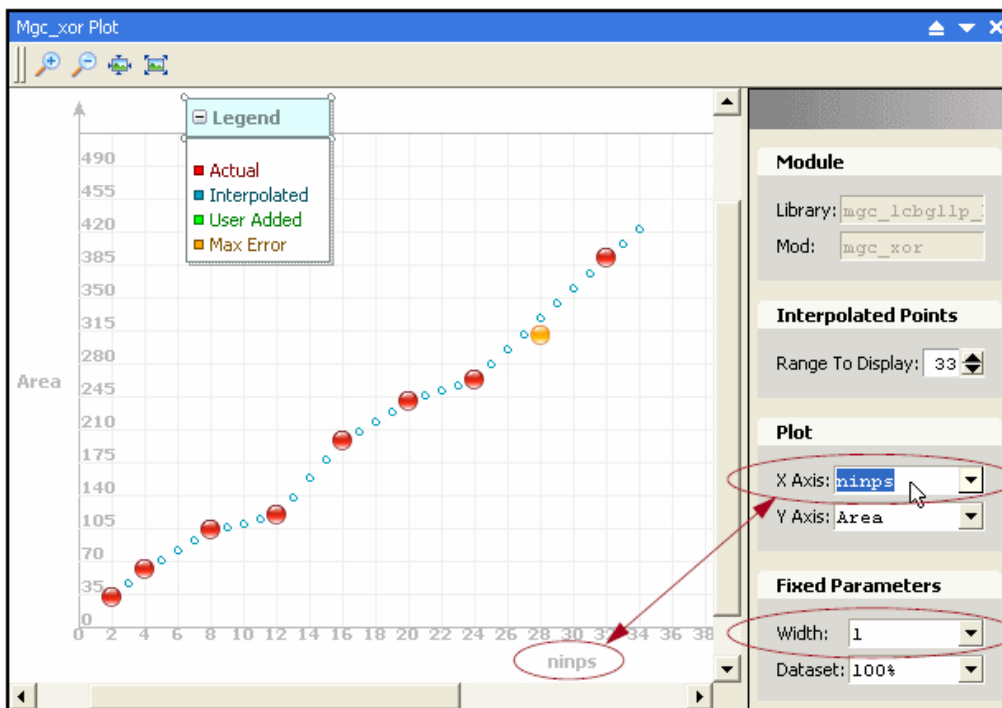 Mgc_xor Plot
Legend
Actual
Interpolated
User Added
Max Error
490
455
420
385
350
315
280
245
210
175
140
105
70
35
0
Area
0 2 4 6 8 10 12 14 16 18 20 22 24 26 28 30 32 34 36 38
ninps
Module
Library: mgc_lcbgllp_
Mod: mgc_xor
Interpolated Points
Range To Display: 33
Plot
X Axis: ninps
Y Axis: Area
Fixed Parameters
Width: 1
Dataset: 100%